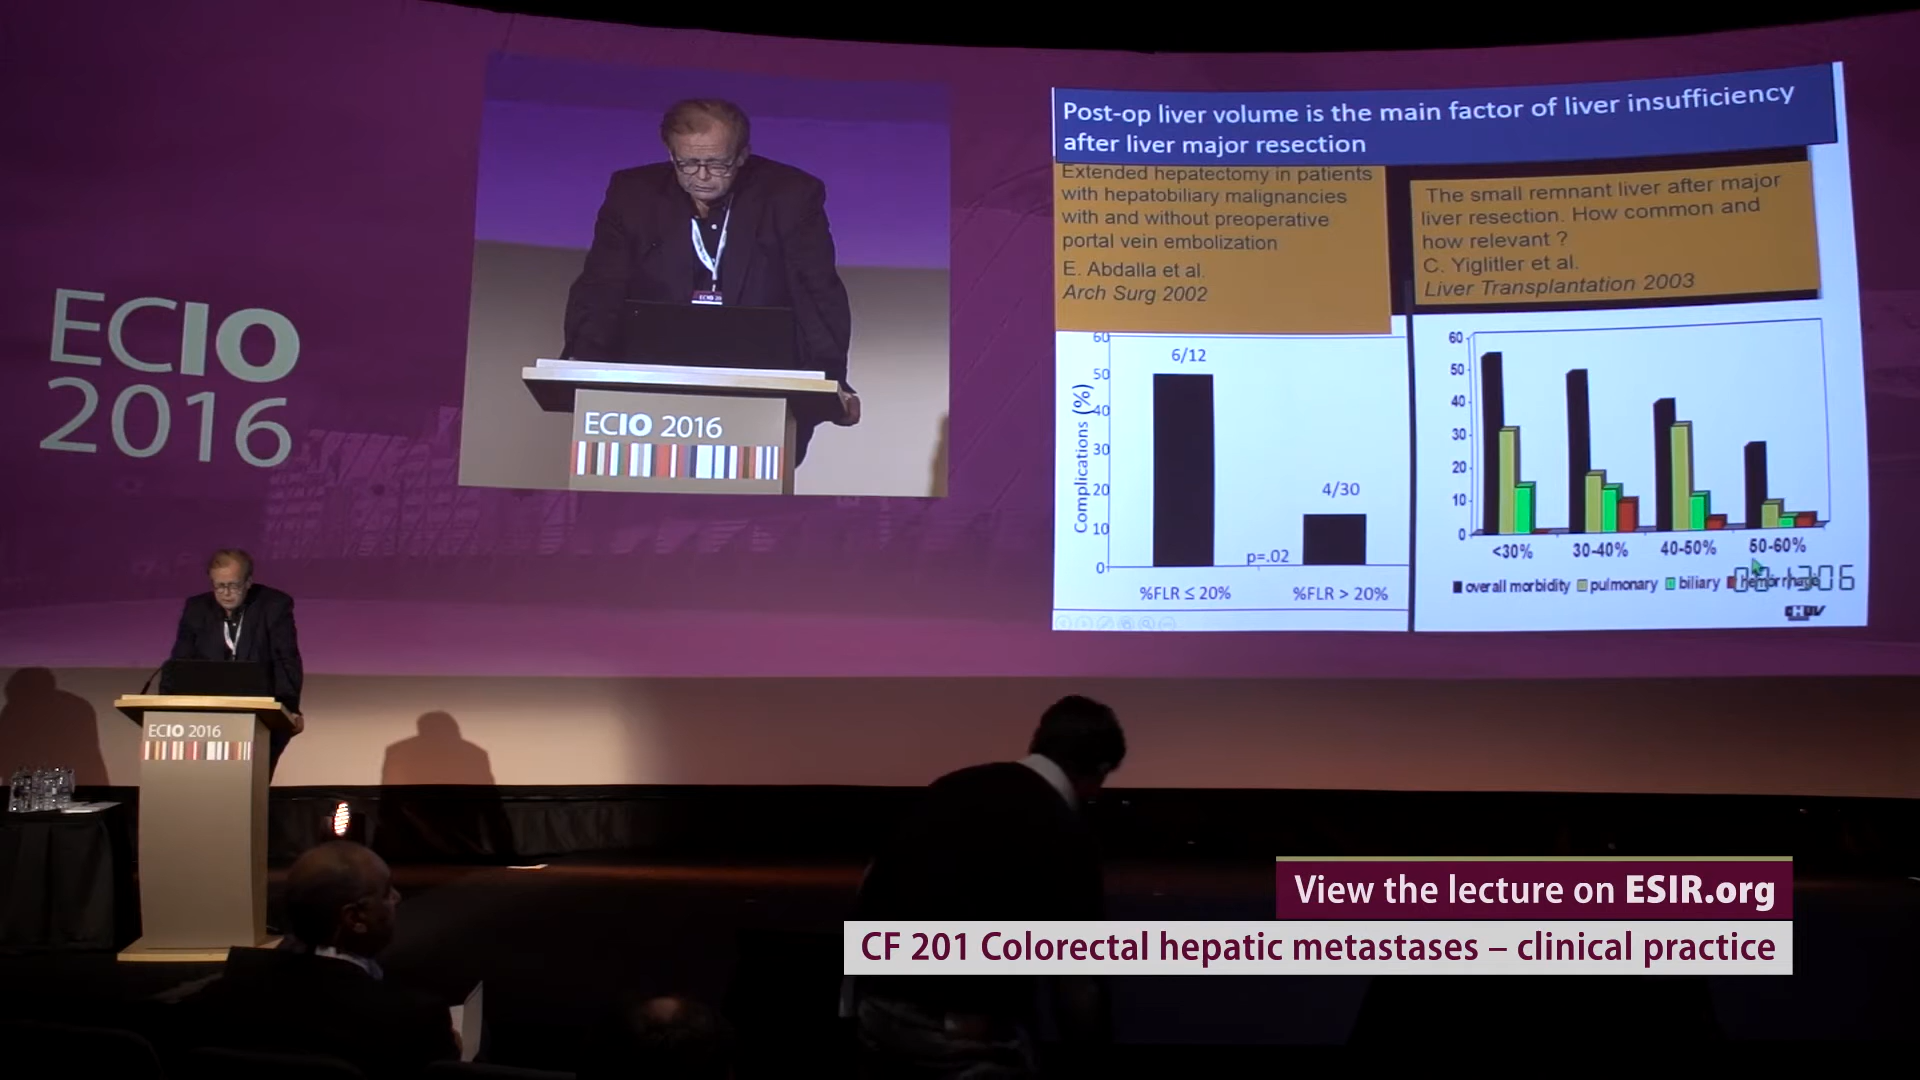 ECIO
2016
ECIO 20
ECIO 2016
ECIO 2016
Post-op liver volume is the main factor of liver insufficiency
after liver major resection
Extended hepatectomy in patients
with hepatobiliary malignancies
with and without preoperative
portal vein embolization
E. Abdalla et al.
Arch Surg 2002
The small remnant liver after major
liver resection. How common and
how relevant ?
C. Yiglitler et al.
Liver Transplantation 2003
Complications (%)
60
50
40
30
20
10
0
6/12
4/30
p=.02
%FLR ≤ 20%
%FLR > 20%
60
50
40
30
20
10
0
<30%
30-40%
40-50%
50-60%
overall morbidity
pulmonary
biliary
hemorrhage
CHUV
View the lecture on ESIR.org
CF 201 Colorectal hepatic metastases – clinical practice